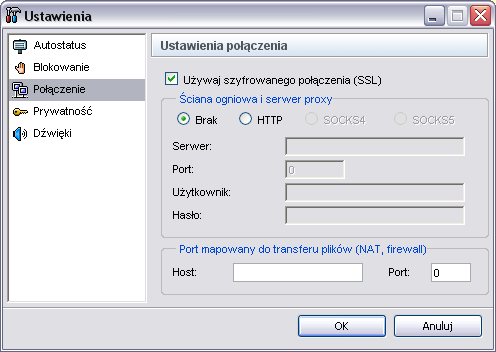 Ustawienia
Autostatus
Blokowanie
Połączenie
Prywatność
Dźwięki
Ustawienia połączenia
Używaj szyfrowanego połączenia (SSL)
Ściana ogniowa i serwer proxy
Brak HTTP SOCKS4 SOCKS5
Serwer:
Port: 0
Użytkownik:
Hasło:
Port mapowany do transferu plików (NAT, firewall)
Host: Port: 0
OK Anuluj